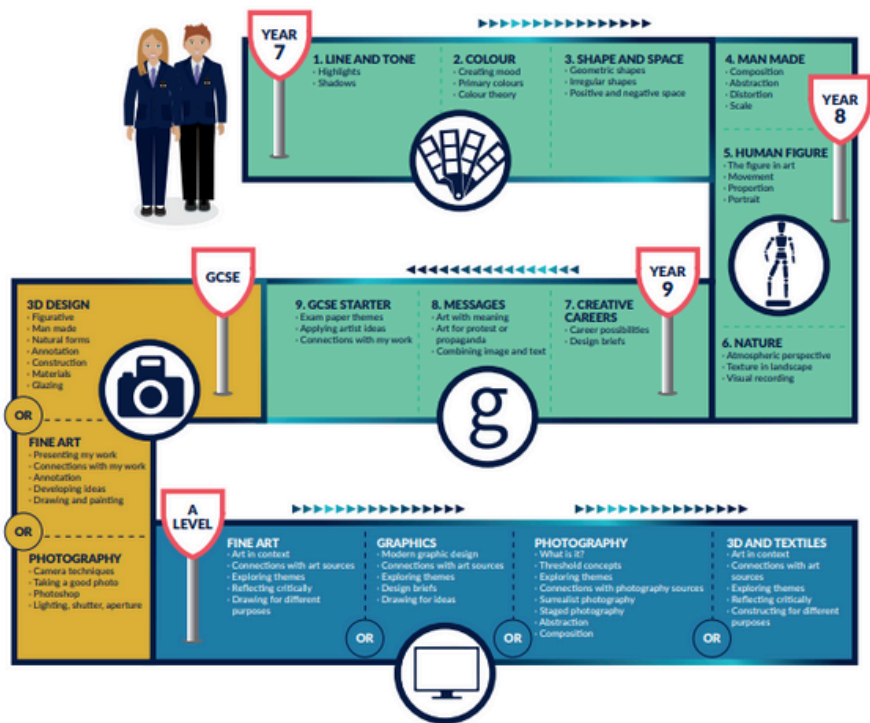 YEAR
7
1. LINE AND TONE
· Highlights
· Shadows
2. COLOUR
· Creating mood
· Primary colours
· Colour theory
3. SHAPE AND SPACE
· Geometric shapes
· Irregular shapes
· Positive and negative space
4. MAN MADE
· Composition
· Abstraction
· Distortion
· Scale
YEAR
8
5. HUMAN FIGURE
· The figure in art
· Movement
· Proportion
· Portrait
6. NATURE
· Atmospheric perspective
· Texture in landscape
· Visual recording
YEAR
9
7. CREATIVE
CAREERS
· Career possibilities
· Design briefs
8. MESSAGES
· Art with meaning
· Art for protest or
propaganda
· Combining image and text
g
9. GCSE STARTER
· Exam paper themes
· Applying artist ideas
· Connections with my work
GCSE
3D DESIGN
· Figurative
· Man made
· Natural forms
· Annotation
· Construction
· Materials
· Glazing
OR
FINE ART
· Presenting my work
· Connections with my work
· Annotation
· Developing ideas
· Drawing and painting
OR
PHOTOGRAPHY
· Camera techniques
· Taking a good photo
· Photoshop
· Lighting, shutter, aperture
A
LEVEL
FINE ART
· Art in context
· Connections with art sources
· Exploring themes
· Reflecting critically
· Drawing for different
purposes
OR
GRAPHICS
· Modern graphic design
· Connections with art sources
· Exploring themes
· Design briefs
· Drawing for ideas
OR
PHOTOGRAPHY
· What is it?
· Threshold concepts
· Exploring themes
· Connections with photography sources
· Surrealist photography
· Staged photography
· Abstraction
· Composition
OR
3D AND TEXTILES
· Art in context
· Connections with art
sources
· Exploring themes
· Reflecting critically
· Constructing for different
purposes